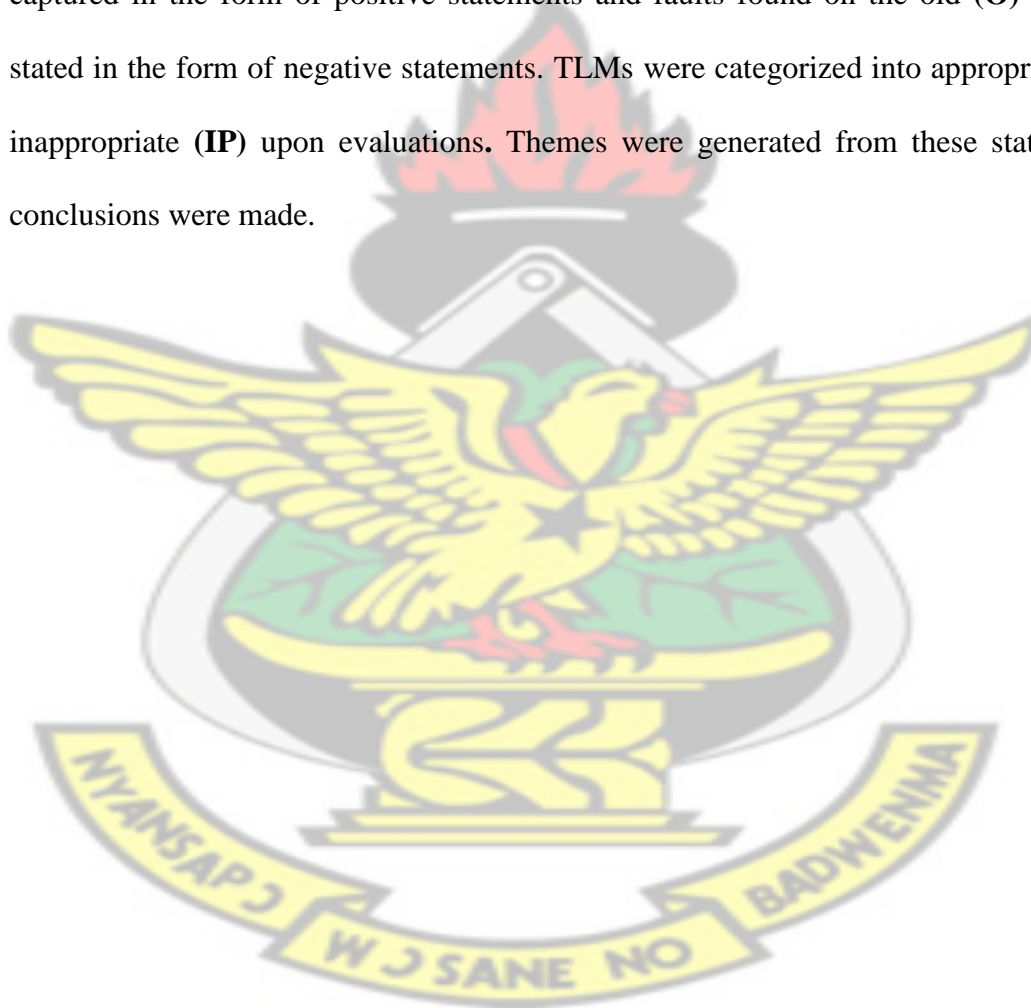 captured in the form of positive statements and faults found on the old (O)
stated in the form of negative statements. TLMs were categorized into appropr
inappropriate (IP) upon evaluations. Themes were generated from these stat
conclusions were made.
NYANSAPƆ
WƆ SANE NO
BADWENMA